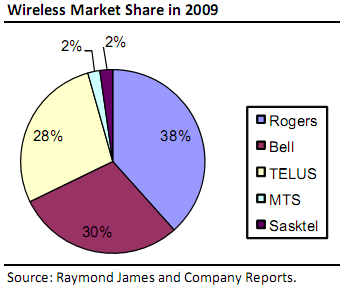 Wireless Market Share in 2009
2%
2%
28%
38%
30%
Rogers
Bell
TELUS
MTS
Sasktel
Source: Raymond James and Company Reports.